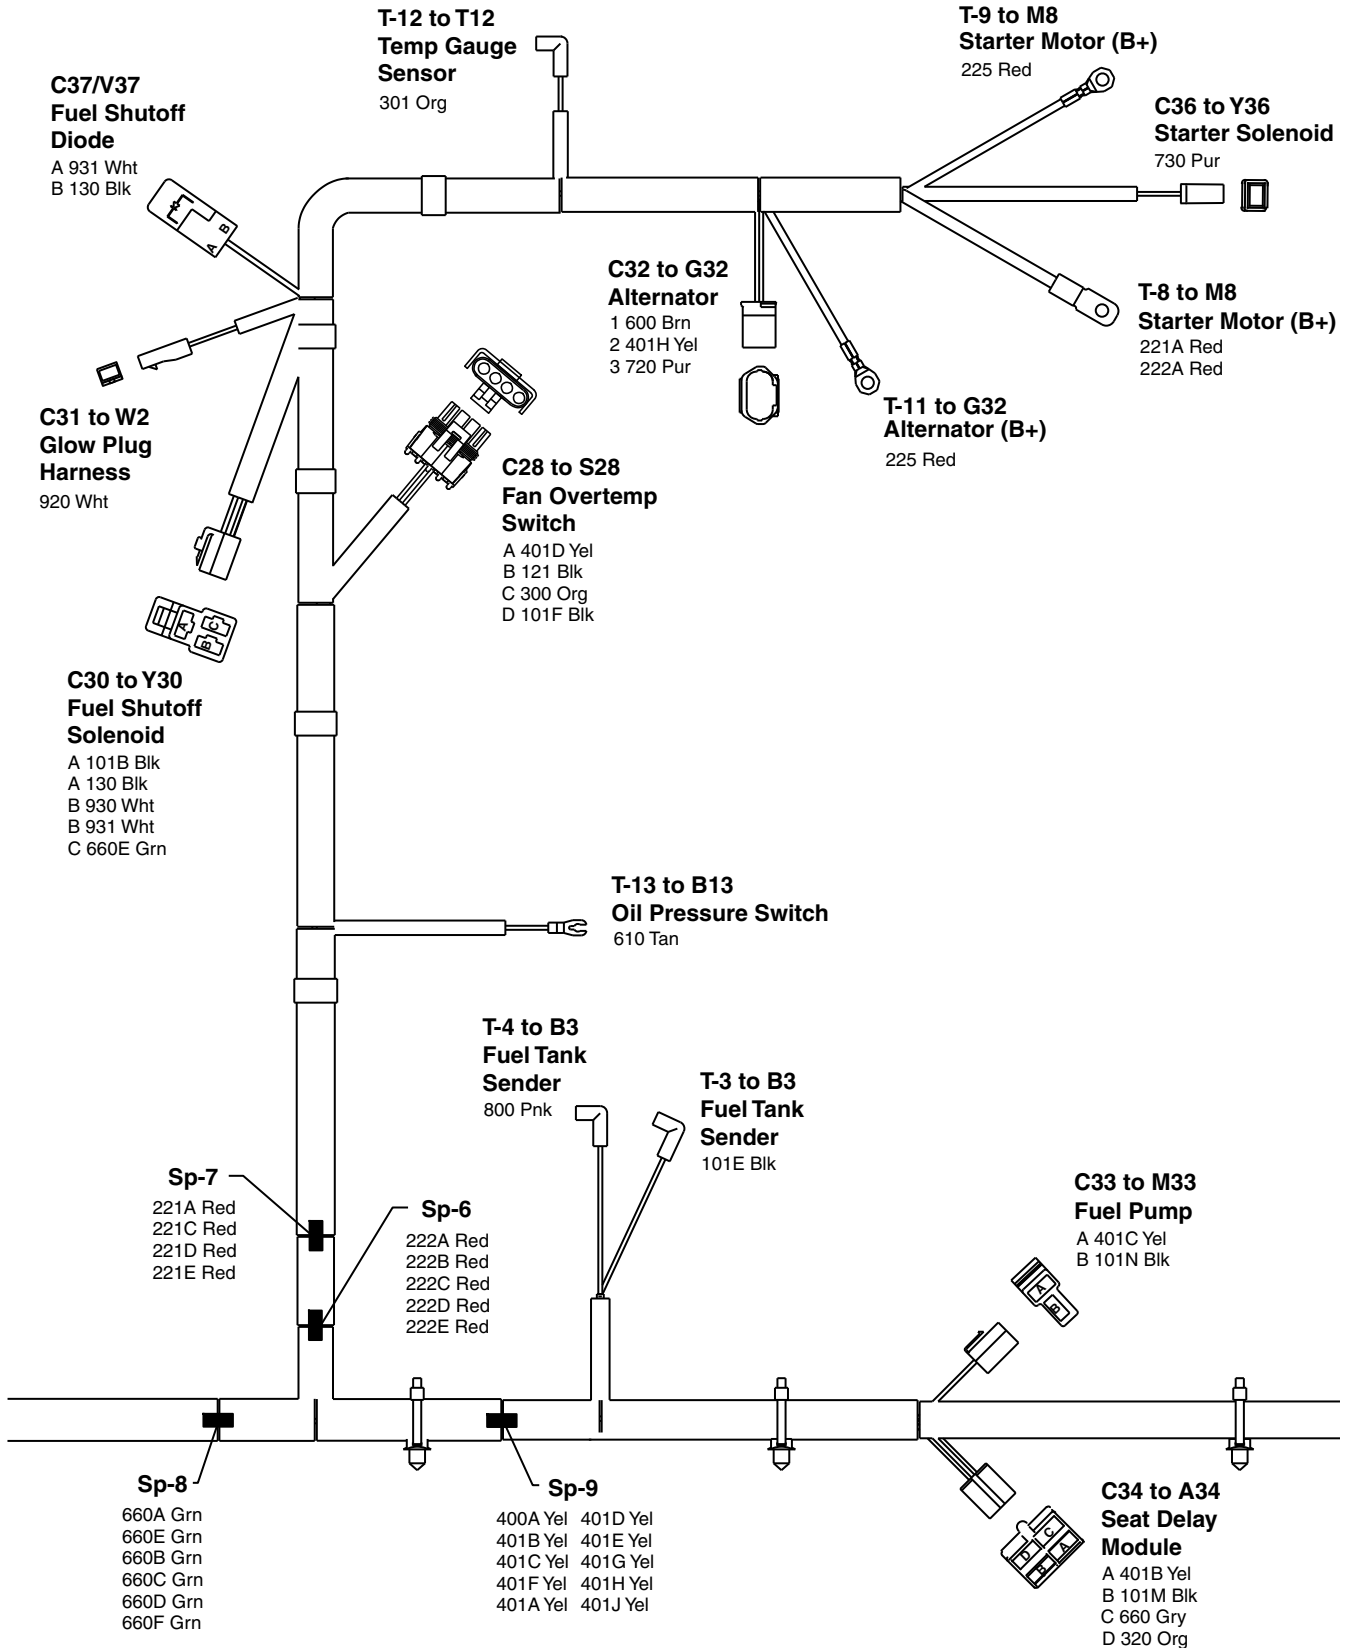 T-12 to T12
Temp Gauge
Sensor
301 Org
T-9 to M8
Starter Motor (B+)
225 Red
C37/V37
Fuel Shutoff
Diode
A 931 Wht
B 130 Blk
A
B
C36 to Y36
Starter Solenoid
730 Pur
C32 to G32
Alternator
1 600 Brn
2 401H Yel
3 720 Pur
T-8 to M8
Starter Motor (B+)
221A Red
222A Red
C31 to W2
Glow Plug
Harness
920 Wht
T-11 to G32
Alternator (B+)
225 Red
C28 to S28
Fan Overtemp
Switch
A 401D Yel
B 121 Blk
C 300 Org
D 101F Blk
A
C
B
C30 to Y30
Fuel Shutoff
Solenoid
A 101B Blk
A 130 Blk
B 930 Wht
B 931 Wht
C 660E Grn
T-13 to B13
Oil Pressure Switch
610 Tan
T-4 to B3
Fuel Tank
Sender
800 Pnk
T-3 to B3
Fuel Tank
Sender
101E Blk
Sp-7
221A Red
221C Red
221D Red
221E Red
Sp-6
222A Red
222B Red
222C Red
222D Red
222E Red
C33 to M33
Fuel Pump
A 401C Yel
B 101N Blk
A
B
Sp-8
660A Grn
660E Grn
660B Grn
660C Grn
660D Grn
660F Grn
Sp-9
400A Yel 401D Yel
401B Yel 401E Yel
401C Yel 401G Yel
401F Yel 401H Yel
401A Yel 401J Yel
C
D
A
B
C34 to A34
Seat Delay
Module
A 401B Yel
B 101M Blk
C 660 Gry
D 320 Org